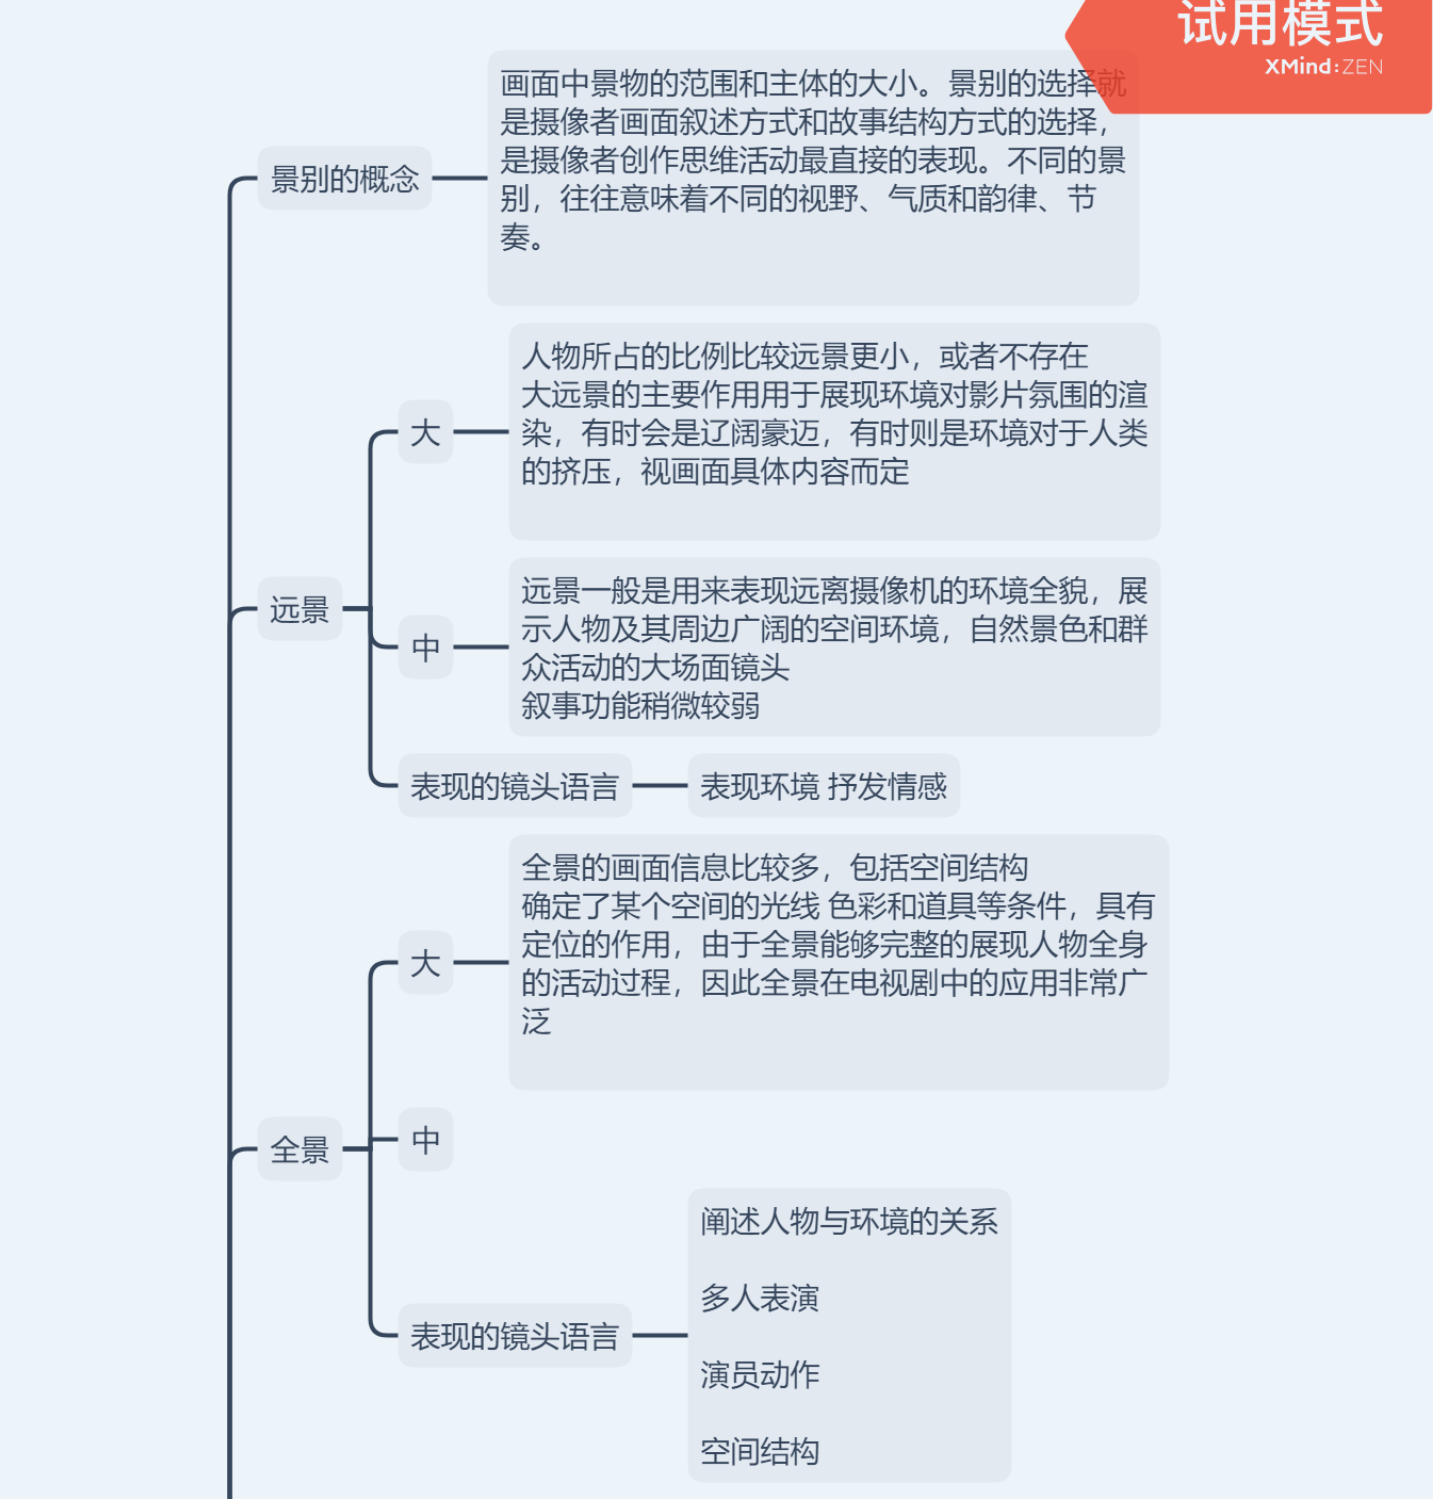 试用模式
XMind:ZEN
景别的概念
画面中景物的范围和主体的大小。景别的选择就
是摄像者画面叙述方式和故事结构方式的选择，
是摄像者创作思维活动最直接的表现。不同的景
别，往往意味着不同的视野、气质和韵律、节
奏。
远景
大
人物所占的比例比较远景更小，或者不存在
大远景的主要作用用于展现环境对影片氛围的渲
染，有时会是辽阔豪迈，有时则是环境对于人类
的挤压，视画面具体内容而定
中
远景一般是用来表现远离摄像机的环境全貌，展
示人物及其周边广阔的空间环境，自然景色和群
众活动的大场面镜头
叙事功能稍微较弱
表现的镜头语言
表现环境 抒发情感
全景
大
全景的画面信息比较多，包括空间结构
确定了某个空间的光线 色彩和道具等条件，具有
定位的作用，由于全景能够完整的展现人物全身
的活动过程，因此全景在电视剧中的应用非常广
泛
中
表现的镜头语言
阐述人物与环境的关系
多人表演
演员动作
空间结构